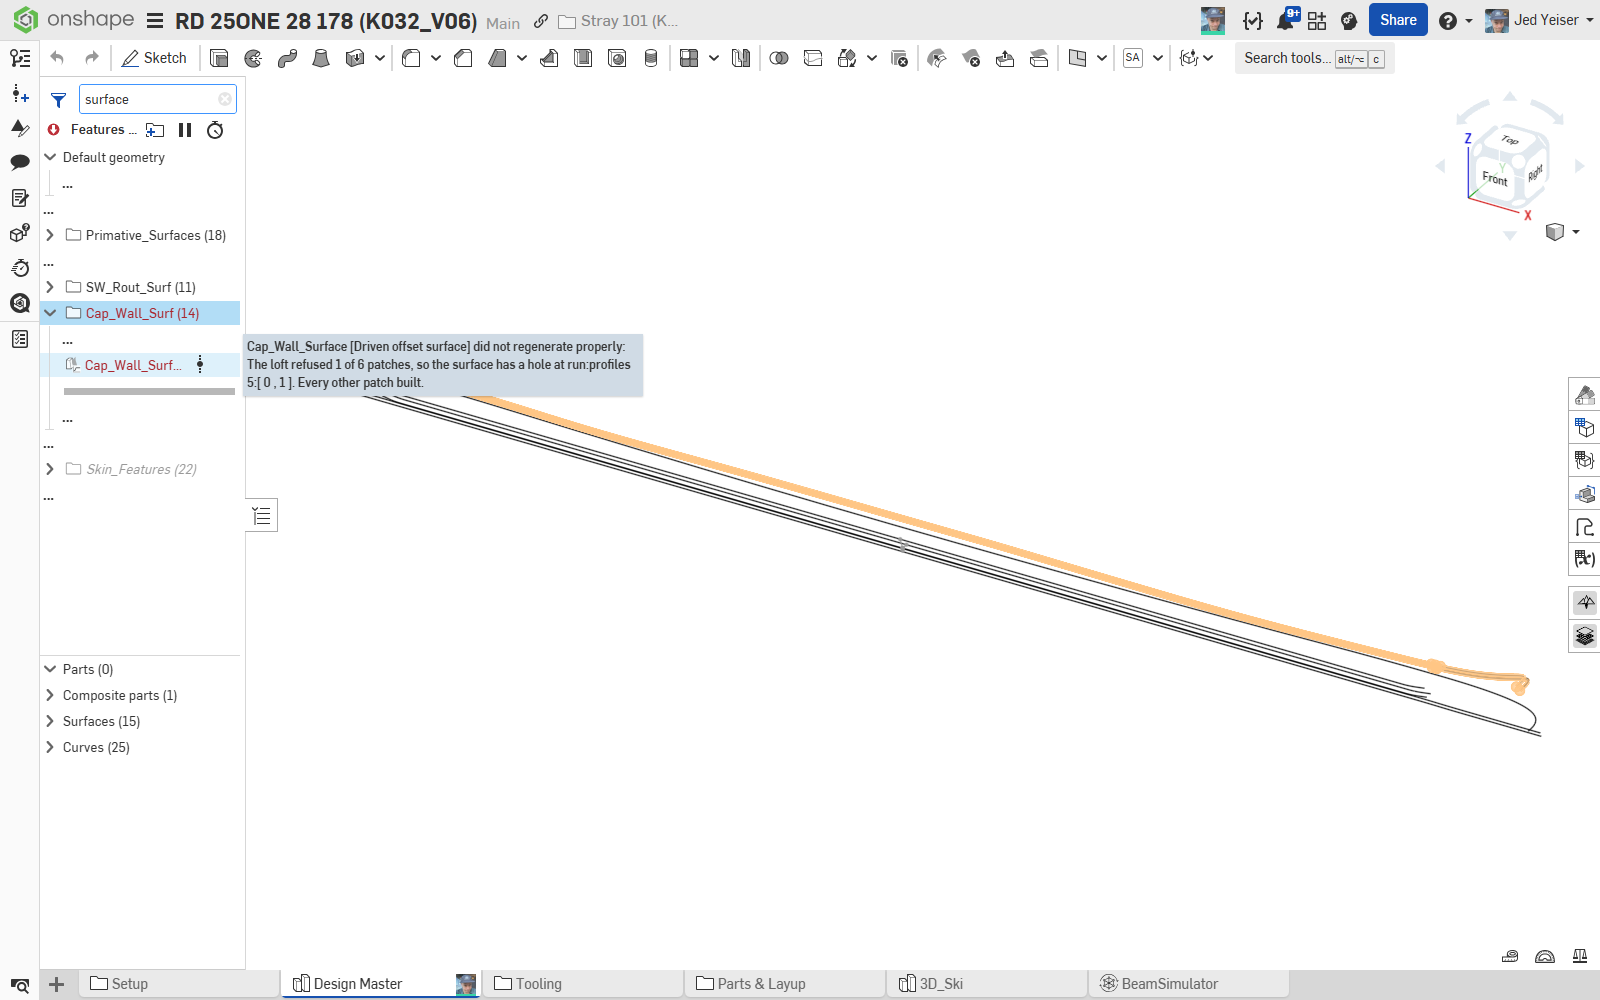 onshape
RD 25ONE 28 178 (K032_V06)
Main
Stray 101 (K...
9+
Share
Jed Yeiser
Sketch
SA
Search tools... alt/⌥ c
surface
Features ...
Default geometry
...
...
Primative_Surfaces (18)
...
SW_Rout_Surf (11)
Cap_Wall_Surf (14)
...
Cap_Wall_Surf...
...
...
Skin_Features (22)
...
Cap_Wall_Surface [Driven offset surface] did not regenerate properly:
The loft refused 1 of 6 patches, so the surface has a hole at run:profiles
5:[ 0 , 1 ]. Every other patch built.
Top
Z
Y
Front
Right
X
Parts (0)
Composite parts (1)
Surfaces (15)
Curves (25)
Setup
Design Master
Tooling
Parts & Layup
3D_Ski
BeamSimulator